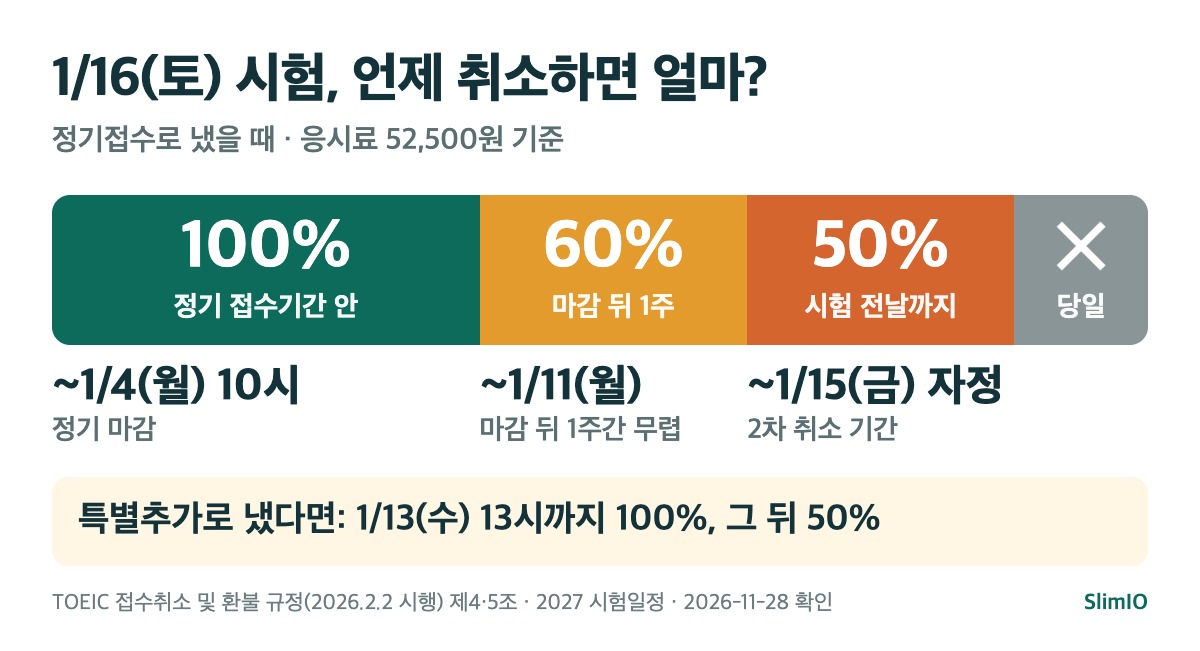 1/16(토) 시험, 언제 취소하면 얼마?
정기접수로 냈을 때 · 응시료 52,500원 기준
100%
정기 접수기간 안
60%
마감 뒤 1주
50%
시험 전날까지
✕
당일
~1/4(월) 10시
정기 마감
~1/11(월)
마감 뒤 1주간 무렵
~1/15(금) 자정
2차 취소 기간
특별추가로 냈다면: 1/13(수) 13시까지 100%, 그 뒤 50%
TOEIC 접수취소 및 환불 규정(2026.2.2 시행) 제4·5조 · 2027 시험일정 · 2026-11-28 확인
SlimIO